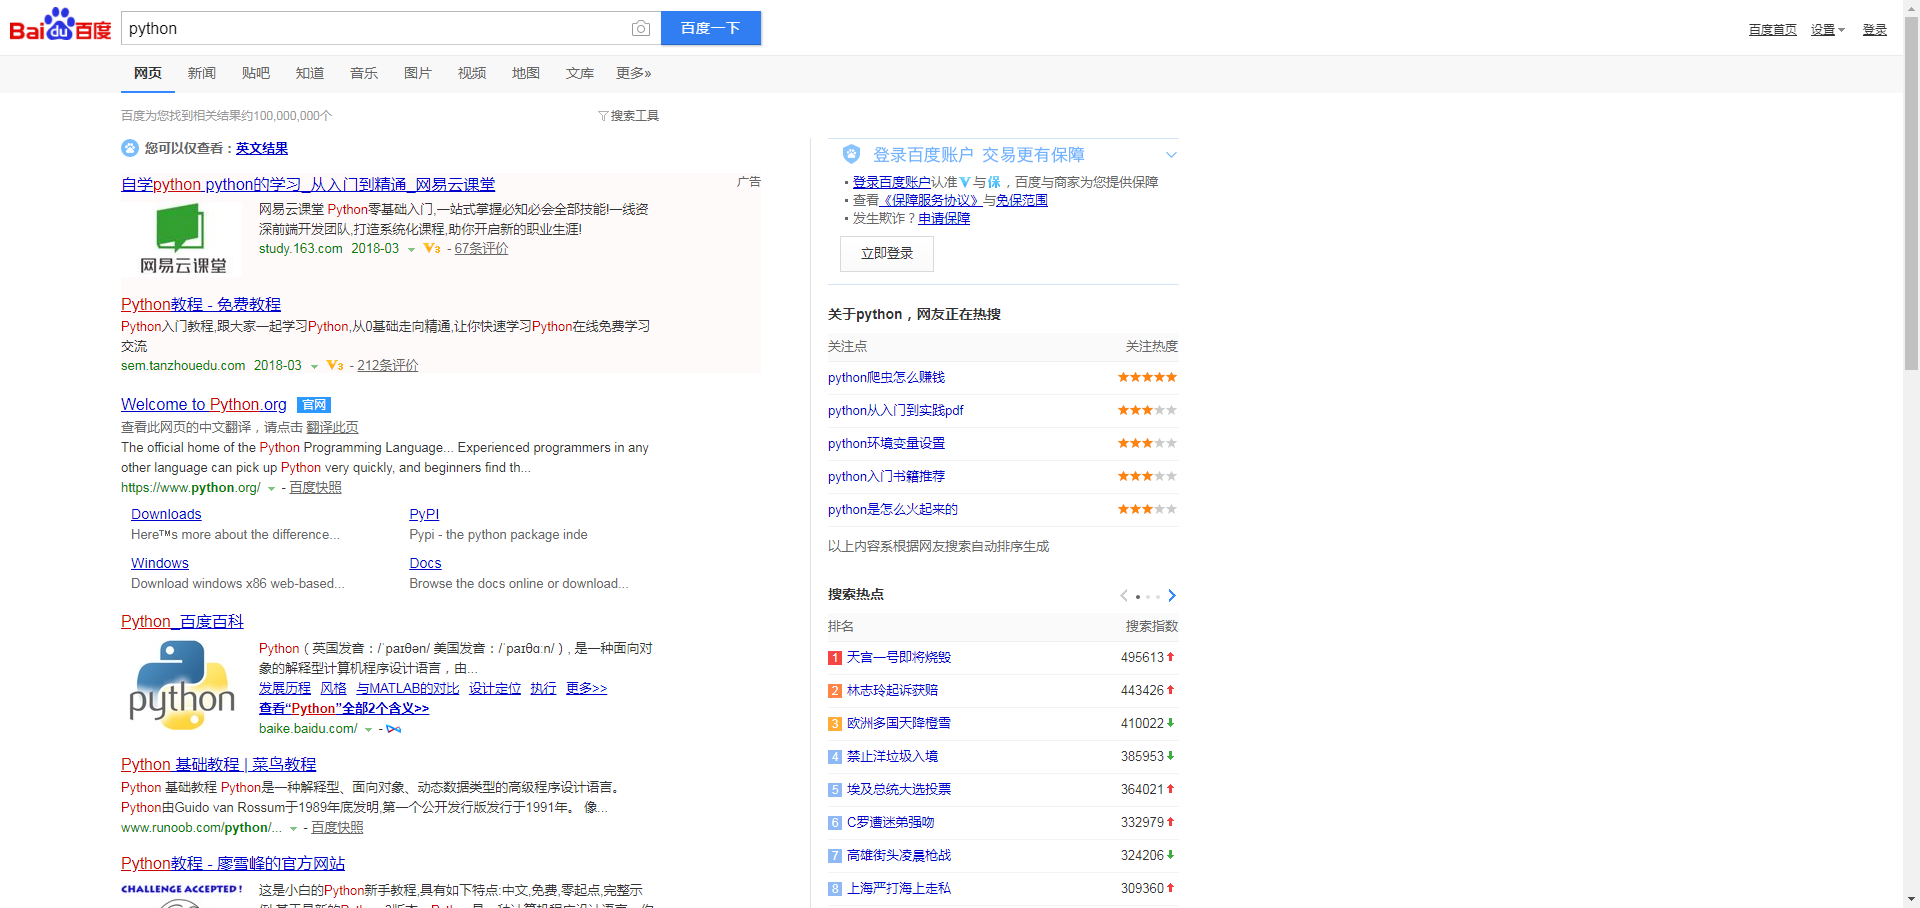 Bai du 百度
python
百度一下
百度首页 设置 登录
网页 新闻 贴吧 知道 音乐 图片 视频 地图 文库 更多»
百度为您找到相关结果约100,000,000个
搜索工具
您可以仅查看：英文结果
自学python python的学习_从入门到精通_网易云课堂
广告
网易云课堂
网易云课堂 Python零基础入门,一站式掌握必知必会全部技能!一线资
深前端开发团队,打造系统化课程,助你开启新的职业生涯!
study.163.com 2018-03 V3 - 67条评价
Python教程 - 免费教程
Python入门教程,跟大家一起学习Python,从0基础走向精通,让你快速学习Python在线免费学习
交流
sem.tanzhouedu.com 2018-03 V3 - 212条评价
Welcome to Python.org 官网
查看此网页的中文翻译，请点击 翻译此页
The official home of the Python Programming Language... Experienced programmers in any
other language can pick up Python very quickly, and beginners find th...
https://www.python.org/ - 百度快照
Downloads
Here™s more about the difference...
PyPI
Pypi - the python package inde
Windows
Download windows x86 web-based...
Docs
Browse the docs online or download...
Python_百度百科
python
Python（英国发音：/ˈpaɪθən/ 美国发音：/ˈpaɪθɑːn/）, 是一种面向对
象的解释型计算机程序设计语言，由...
发展历程 风格 与MATLAB的对比 设计定位 执行 更多>>
查看“Python”全部2个含义>>
baike.baidu.com/ -
Python 基础教程 | 菜鸟教程
Python 基础教程 Python是一种解释型、面向对象、动态数据类型的高级程序设计语言。
Python由Guido van Rossum于1989年底发明,第一个公开发行版发行于1991年。 像...
www.runoob.com/python/... - 百度快照
Python教程 - 廖雪峰的官方网站
CHALLENGE ACCEPTED!
这是小白的Python新手教程,具有如下特点:中文,免费,零起点,完整示
登录百度账户 交易更有保障
登录百度账户认准V与保，百度与商家为您提供保障
查看《保障服务协议》与免保范围
发生欺诈？申请保障
立即登录
关于python，网友正在热搜
关注点 关注热度
python爬虫怎么赚钱
python从入门到实践pdf
python环境变量设置
python入门书籍推荐
python是怎么火起来的
以上内容系根据网友搜索自动排序生成
搜索热点
排名 搜索指数
1 天宫一号即将烧毁 495613
2 林志玲起诉获赔 443426
3 欧洲多国天降橙雪 410022
4 禁止洋垃圾入境 385953
5 埃及总统大选投票 364021
6 C罗遭迷弟强吻 332979
7 高雄街头凌晨枪战 324206
8 上海严打海上走私 309360